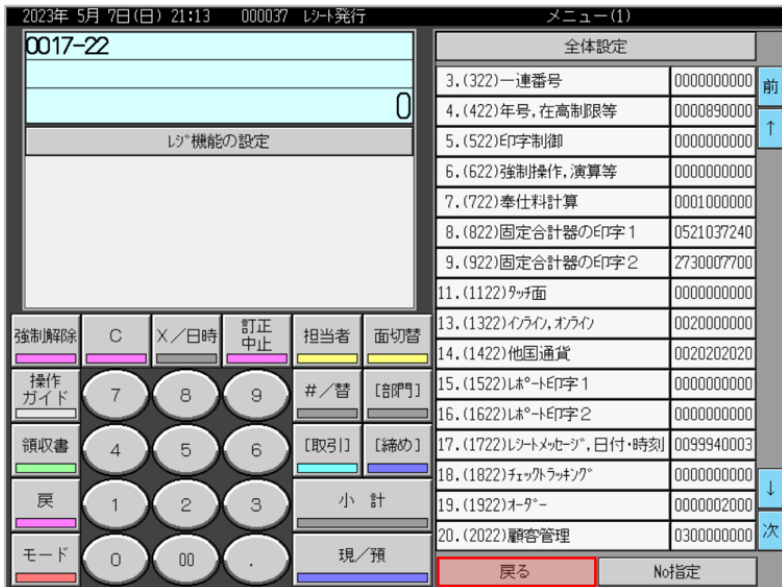 2023年 5月 7日(日) 21:13 000037 ﾚｼｰﾄ発行
メニュー(1)
0017-22
0
ﾚｼﾞ機能の設定
全体設定
3.(322)一連番号 0000000000
4.(422)年号,在高制限等 0000890000
5.(522)印字制御 0000000000
6.(622)強制操作,演算等 0000000000
7.(722)奉仕料計算 0001000000
8.(822)固定合計器の印字1 0521037240
9.(922)固定合計器の印字2 2730007700
11.(1122)ﾀｯﾁ面 0000000000
13.(1322)ｲﾝﾗｲﾝ,ｵﾝﾗｲﾝ 0020000000
14.(1422)他国通貨 0020202020
15.(1522)ﾚﾎﾟｰﾄ印字1 0000000000
16.(1622)ﾚﾎﾟｰﾄ印字2 0000000000
17.(1722)ﾚｼｰﾄﾒｯｾｰｼﾞ,日付・時刻 0099940003
18.(1822)ﾁｪｯｸﾄﾗｯｷﾝｸﾞ 0000000000
19.(1922)ｵｰﾀﾞｰ 0000002000
20.(2022)顧客管理 0300000000
前
↑
↓
次
戻る
No指定
強制解除 C X/日時 訂正中止 担当者 面切替
操作ガイド 7 8 9 #/替 [部門]
領収書 4 5 6 [取引] [締め]
戻 1 2 3 小 計
モード 0 00 . 現/預